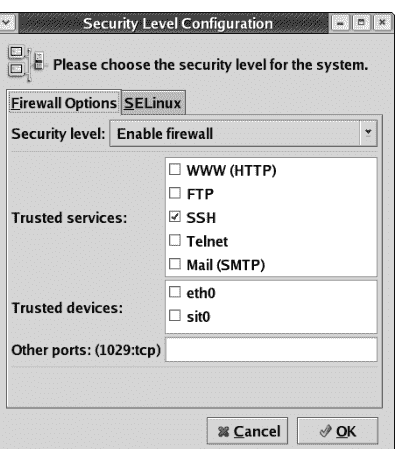 Security Level Configuration
Please choose the security level for the system.
Firewall Options SELinux
Security level: Enable firewall
Trusted services:
WWW (HTTP)
FTP
SSH
Telnet
Mail (SMTP)
Trusted devices:
eth0
sit0
Other ports: (1029:tcp)
Cancel OK